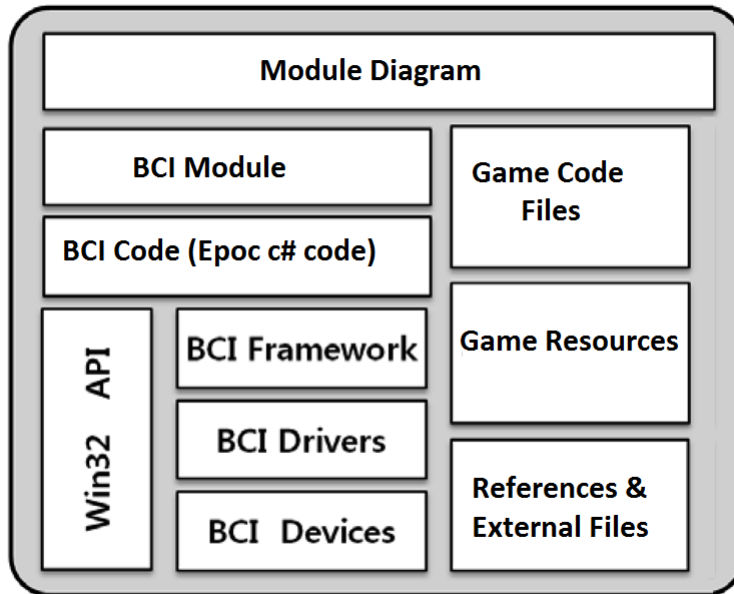 Module Diagram
BCI Module
BCI Code (Epoc c# code)
Win32 API
BCI Framework
BCI Drivers
BCI Devices
Game Code
Files
Game Resources
References &
External Files